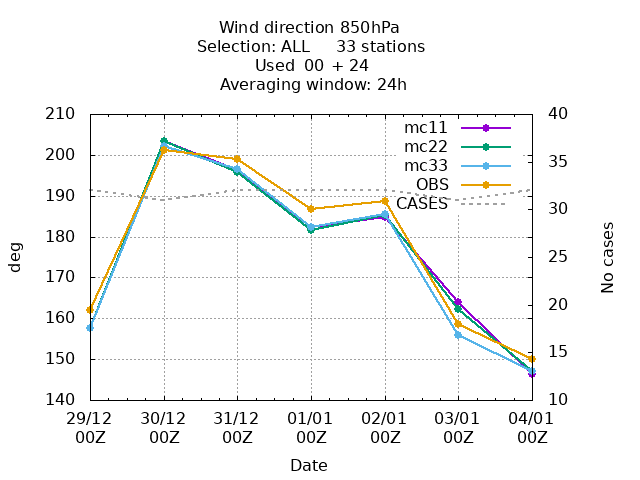 Wind direction 850hPa
Selection: ALL 33 stations
Used 00 + 24
Averaging window: 24h
210 40
200 35
190 30
180 25
170 20
160 15
150 10
140
mc11
mc22
mc33
OBS
CASES
deg
No cases
29/12 30/12 31/12 01/01 02/01 03/01 04/01
00Z 00Z 00Z 00Z 00Z 00Z 00Z
Date